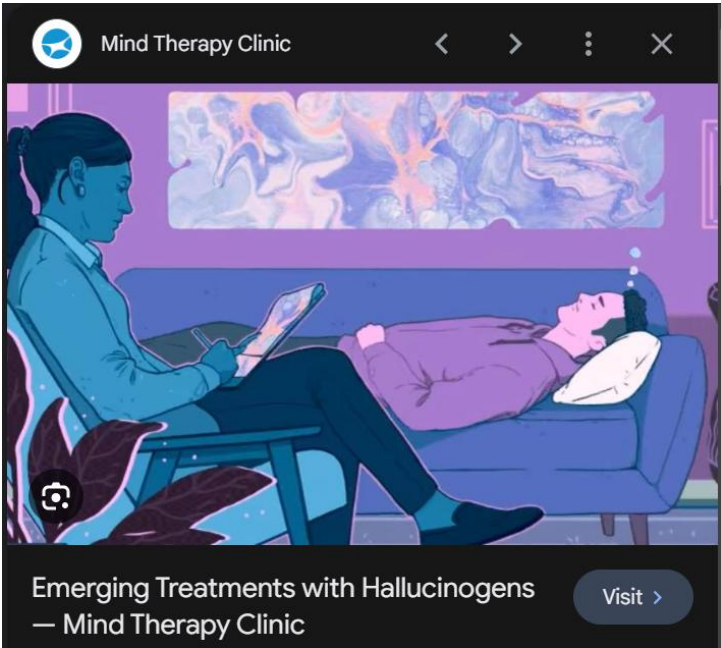 Mind Therapy Clinic
Emerging Treatments with Hallucinogens
— Mind Therapy Clinic
Visit